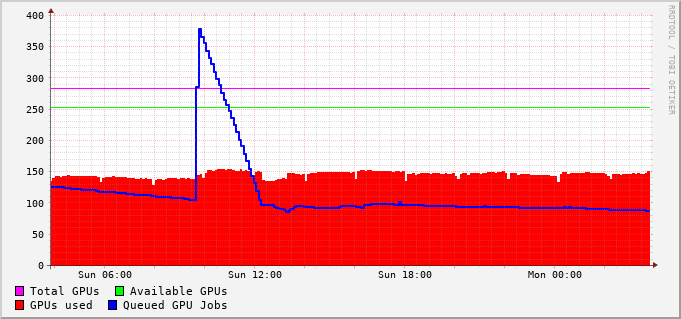 400
350
300
250
200
150
100
50
0
Sun 06:00 Sun 12:00 Sun 18:00 Mon 00:00
Total GPUs Available GPUs
GPUs used Queued GPU Jobs
RRDTOOL / TOBI OETIKER